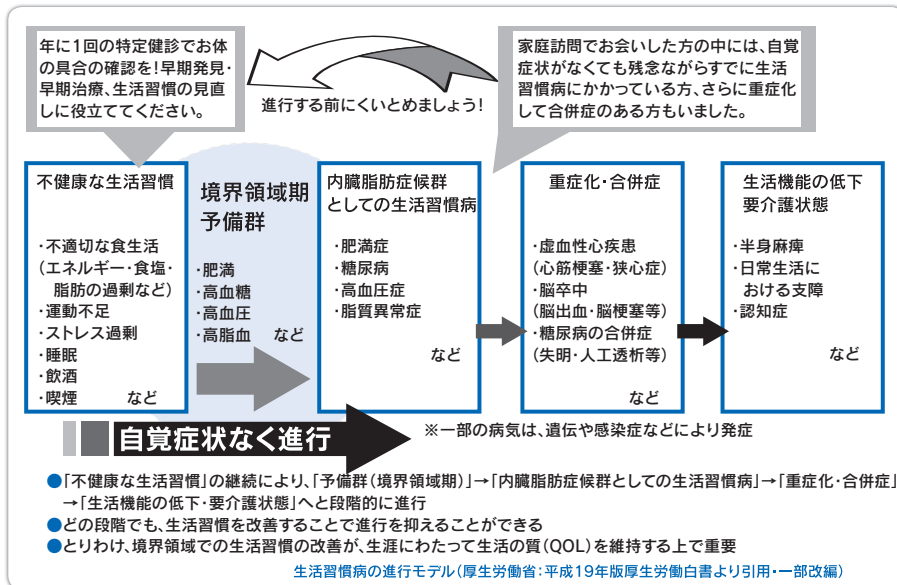 年に1回の特定健診でお体
の具合の確認を!早期発見・
早期治療、生活習慣の見直
しに役立ててください。
進行する前にくいとめましょう!
家庭訪問でお会いした方の中には、自覚
症状がなくても残念ながらすでに生活
習慣病にかかっている方、さらに重症化
して合併症のある方もいました。
不健康な生活習慣
・不適切な食生活
(エネルギー・食塩・
脂肪の過剰など)
・運動不足
・ストレス過剰
・睡眠
・飲酒
・喫煙 など
境界領域期
予備群
・肥満
・高血糖
・高血圧
・高脂血 など
内臓脂肪症候群
としての生活習慣病
・肥満症
・糖尿病
・高血圧症
・脂質異常症
など
重症化・合併症
・虚血性心疾患
(心筋梗塞・狭心症)
・脳卒中
(脳出血・脳梗塞等)
・糖尿病の合併症
(失明・人工透析等)
など
生活機能の低下
要介護状態
・半身麻痺
・日常生活に
おける支障
・認知症
など
自覚症状なく進行
※一部の病気は、遺伝や感染症などにより発症
●「不健康な生活習慣」の継続により、「予備群(境界領域期)」→「内臓脂肪症候群としての生活習慣病」→「重症化・合併症」
→「生活機能の低下・要介護状態」へと段階的に進行
●どの段階でも、生活習慣を改善することで進行を抑えることができる
●とりわけ、境界領域での生活習慣の改善が、生涯にわたって生活の質(QOL)を維持する上で重要
生活習慣病の進行モデル(厚生労働省:平成19年版厚生労働白書より引用・一部改編)